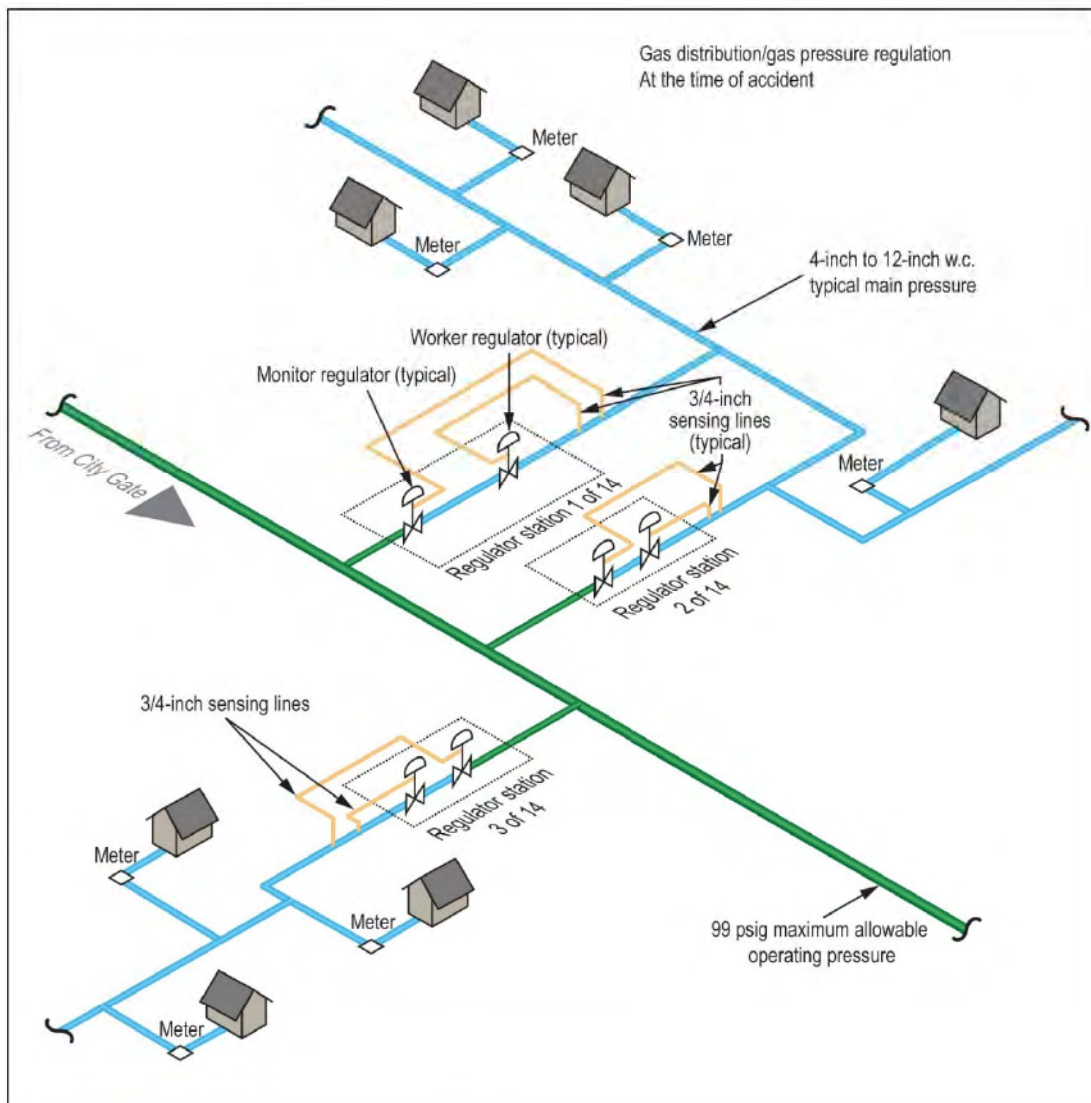 Gas distribution/gas pressure regulation
At the time of accident
Meter
Meter
Meter
4-inch to 12-inch w.c.
typical main pressure
Worker regulator (typical)
Monitor regulator (typical)
3/4-inch
sensing lines
(typical)
Meter
From City Gate
Regulator station 1 of 14
Regulator station
2 of 14
3/4-inch sensing lines
Regulator station
3 of 14
Meter
Meter
99 psig maximum allowable
operating pressure
Meter